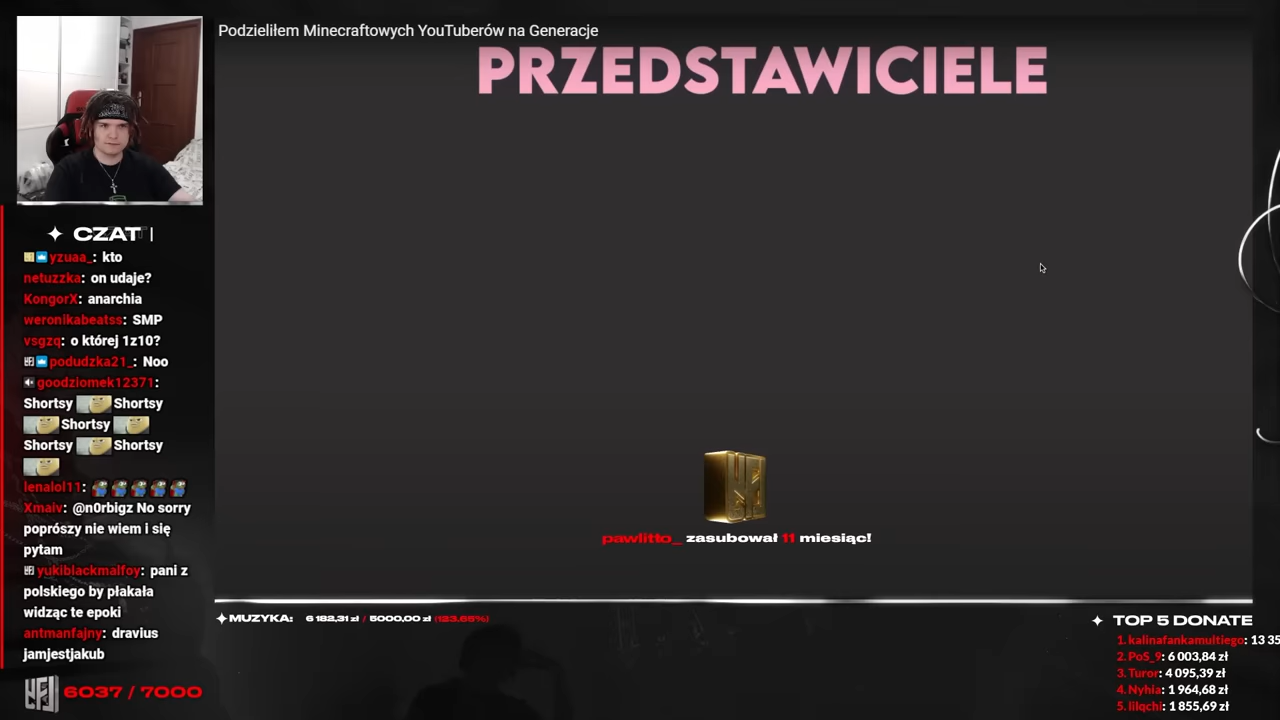 Podzieliłem Minecraftowych YouTuberów na Generacje
PRZEDSTAWICIELE
CZAT
yzuaa_: kto
netuzzka: on udaje?
KongorX: anarchia
weronikabeatss: SMP
vsgzq: o której 1z10?
podudzka21_: Noo
goodziomek12371:
Shortsy Shortsy
Shortsy
Shortsy Shortsy
lenalol11:
Xmaiv: @n0rbigz No sorry
poprószy nie wiem i się
pytam
yukiblackmalfoy: pani z
polskiego by płakała
widząc te epoki
antmanfajny: dravius
jamjestjakub
6037 / 7000
pawlitto_ zasubował 11 miesiąc!
MUZYKA: 6 182,31 zł / 5000,00 zł (123.65%)
TOP 5 DONATE
1. kalinafankamultiego: 13 35
2. PoS_9: 6 003,84 zł
3. Turor: 4 095,39 zł
4. Nyhia: 1 964,68 zł
5. lilqchi: 1 855,69 zł